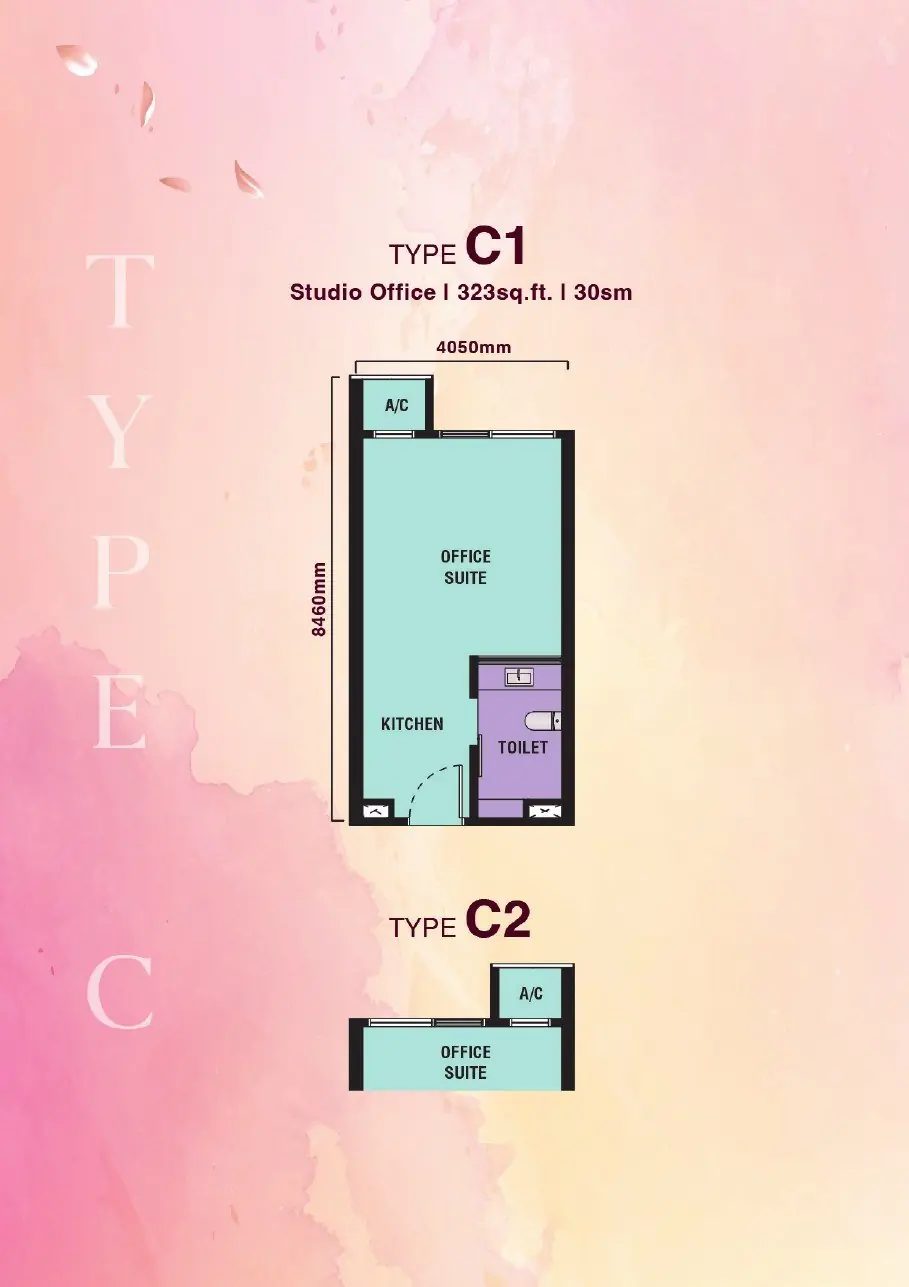 TYPE C1
Studio Office | 323sq.ft. | 30sm
4050mm
A/C
8460mm
OFFICE
SUITE
KITCHEN
TOILET
TYPE C2
A/C
OFFICE
SUITE
T
Y
P
E
C